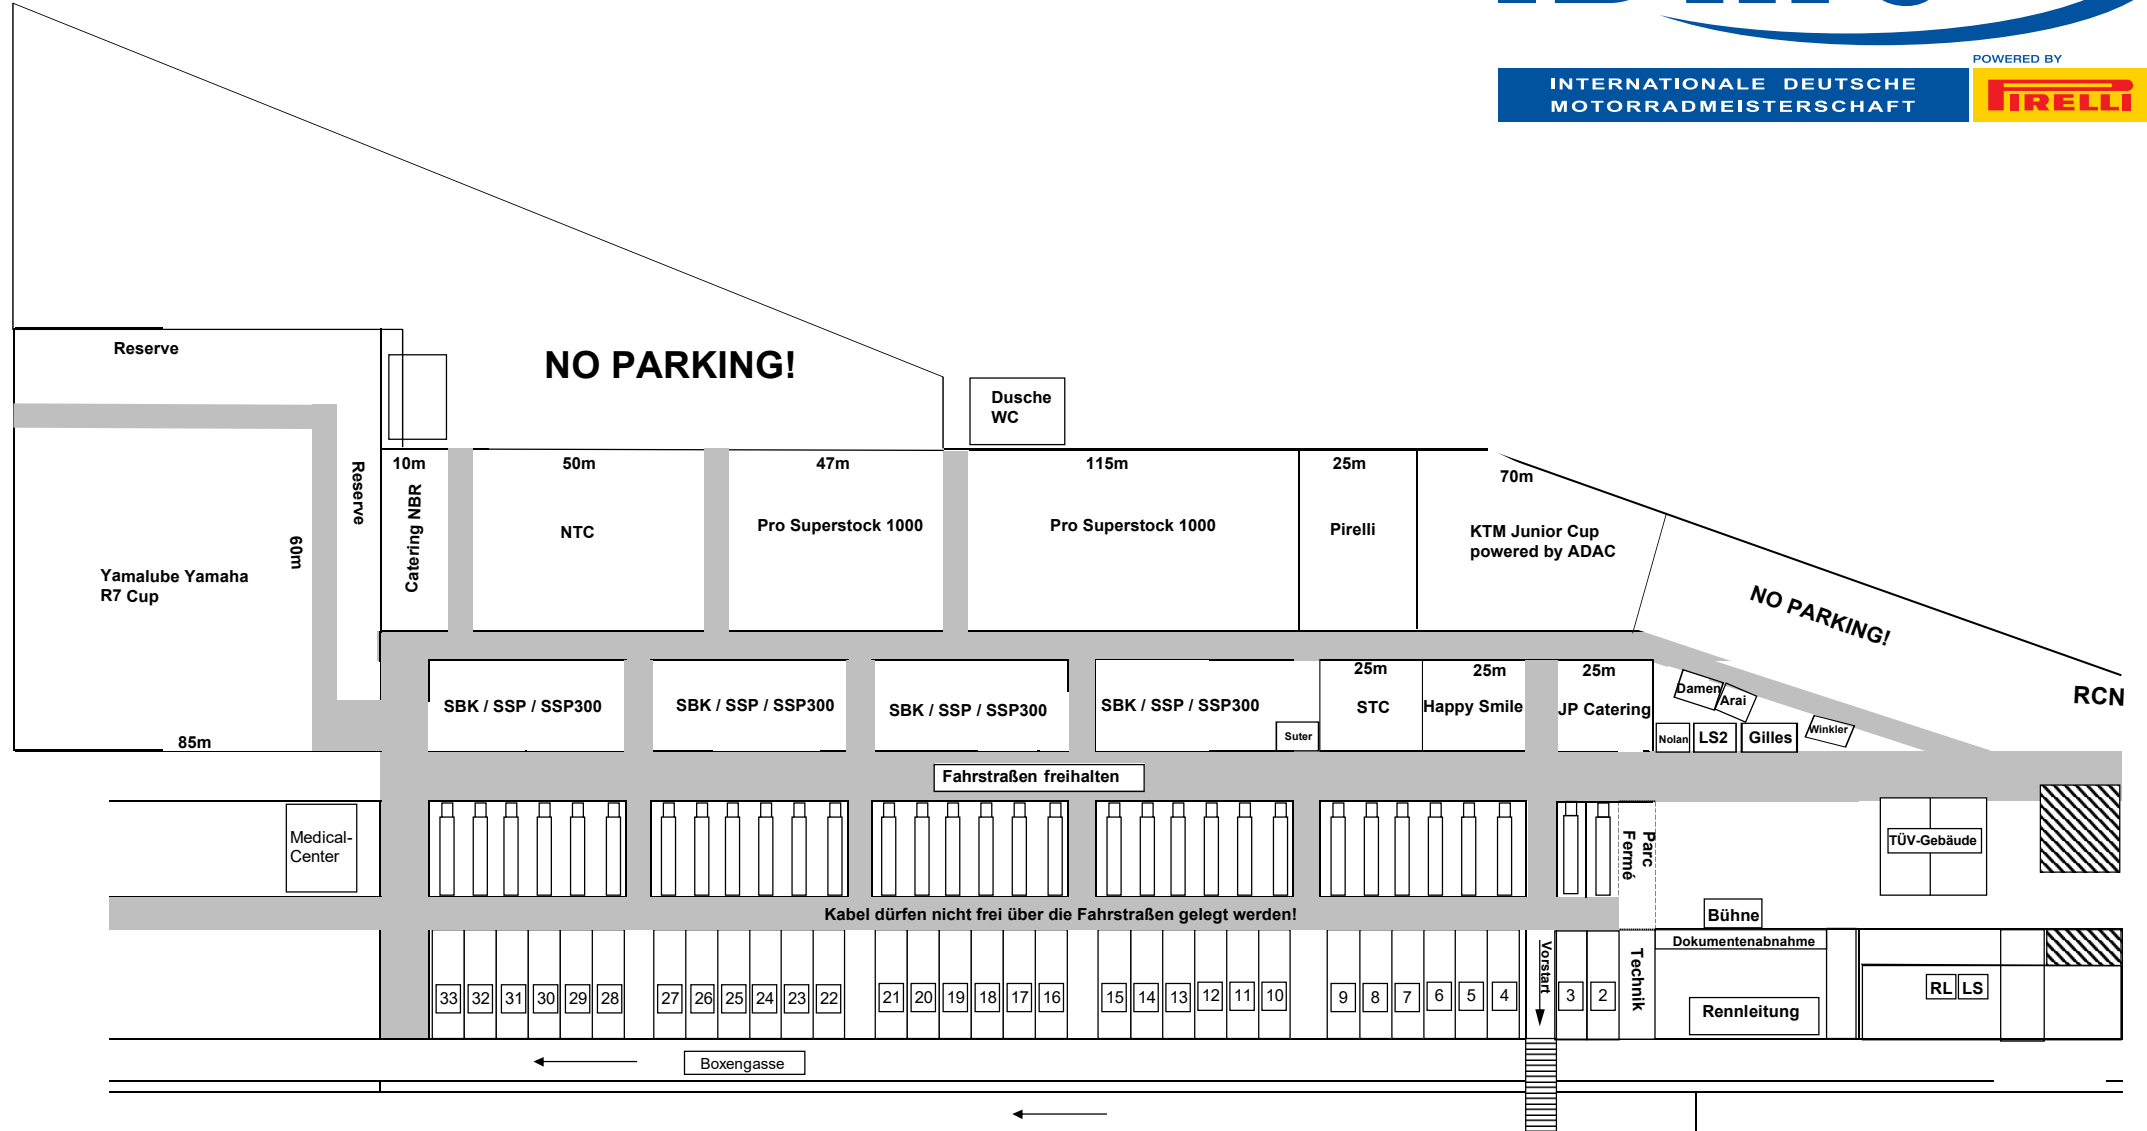 POWERED BY
INTERNATIONALE DEUTSCHE
MOTORRADMEISTERSCHAFT
PIRELLI
Reserve
NO PARKING!
Dusche
WC
10m
50m
47m
115m
25m
70m
Reserve
Catering NBR
60m
NTC
Pro Superstock 1000
Pro Superstock 1000
Pirelli
KTM Junior Cup
powered by ADAC
Yamalube Yamaha
R7 Cup
NO PARKING!
RCN
85m
SBK / SSP / SSP300
SBK / SSP / SSP300
SBK / SSP / SSP300
SBK / SSP / SSP300
Suter
25m
STC
25m
Happy Smile
25m
JP Catering
Damen
Arai
Nolan
LS2
Gilles
Winkler
Fahrstraßen freihalten
Medical-
Center
Parc
Fermé
TÜV-Gebäude
Kabel dürfen nicht frei über die Fahrstraßen gelegt werden!
Bühne
Dokumentenabnahme
33 32 31 30 29 28 27 26 25 24 23 22 21 20 19 18 17 16 15 14 13 12 11 10 9 8 7 6 5 4
Vorstart
3 2
Technik
Rennleitung
RL LS
Boxengasse